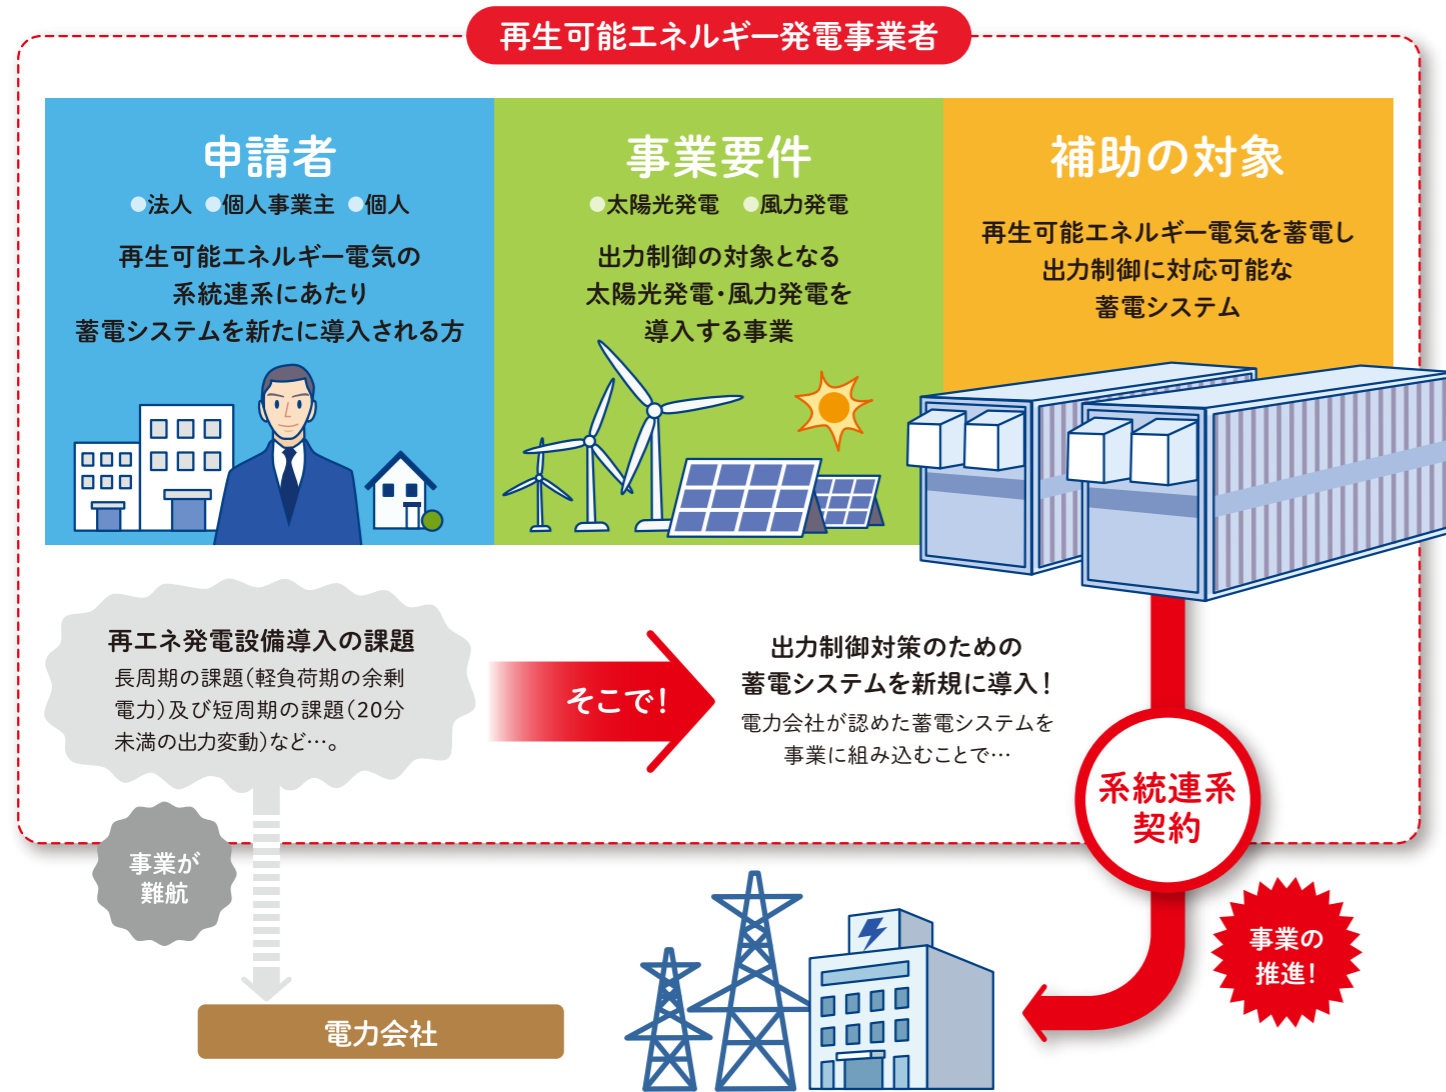 再生可能エネルギー発電事業者
申請者
●法人 ●個人事業主 ●個人
再生可能エネルギー電気の
系統連系にあたり
蓄電システムを新たに導入される方
事業要件
●太陽光発電 ●風力発電
出力制御の対象となる
太陽光発電・風力発電を
導入する事業
補助の対象
再生可能エネルギー電気を蓄電し
出力制御に対応可能な
蓄電システム
再エネ発電設備導入の課題
長周期の課題（軽負荷期の余剰
電力）及び短周期の課題（20分
未満の出力変動）など…。
そこで！
出力制御対策のための
蓄電システムを新規に導入！
電力会社が認めた蓄電システムを
事業に組み込むことで…
系統連系
契約
事業が
難航
事業の
推進！
電力会社